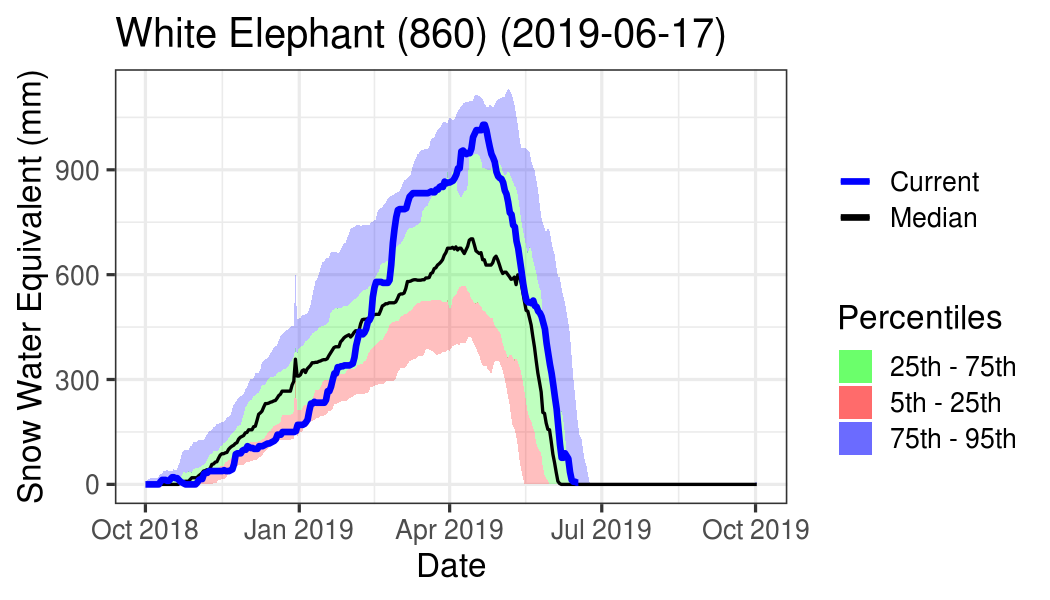 White Elephant (860) (2019-06-17)
Snow Water Equivalent (mm)
900
600
300
0
Oct 2018
Jan 2019
Apr 2019
Jul 2019
Oct 2019
Date
Current
Median
Percentiles
25th - 75th
5th - 25th
75th - 95th